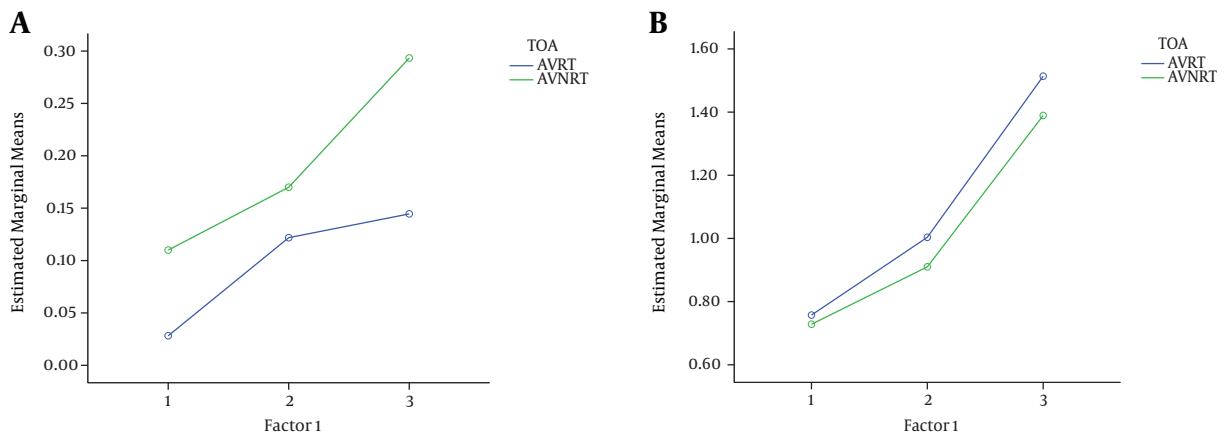 A
Estimated Marginal Means
0.30
0.25
0.20
0.15
0.10
0.05
0.00
1 2 3
Factor 1
TOA
AVRT
AVNRT
B
Estimated Marginal Means
1.60
1.40
1.20
1.00
0.80
0.60
1 2 3
Factor 1
TOA
AVRT
AVNRT